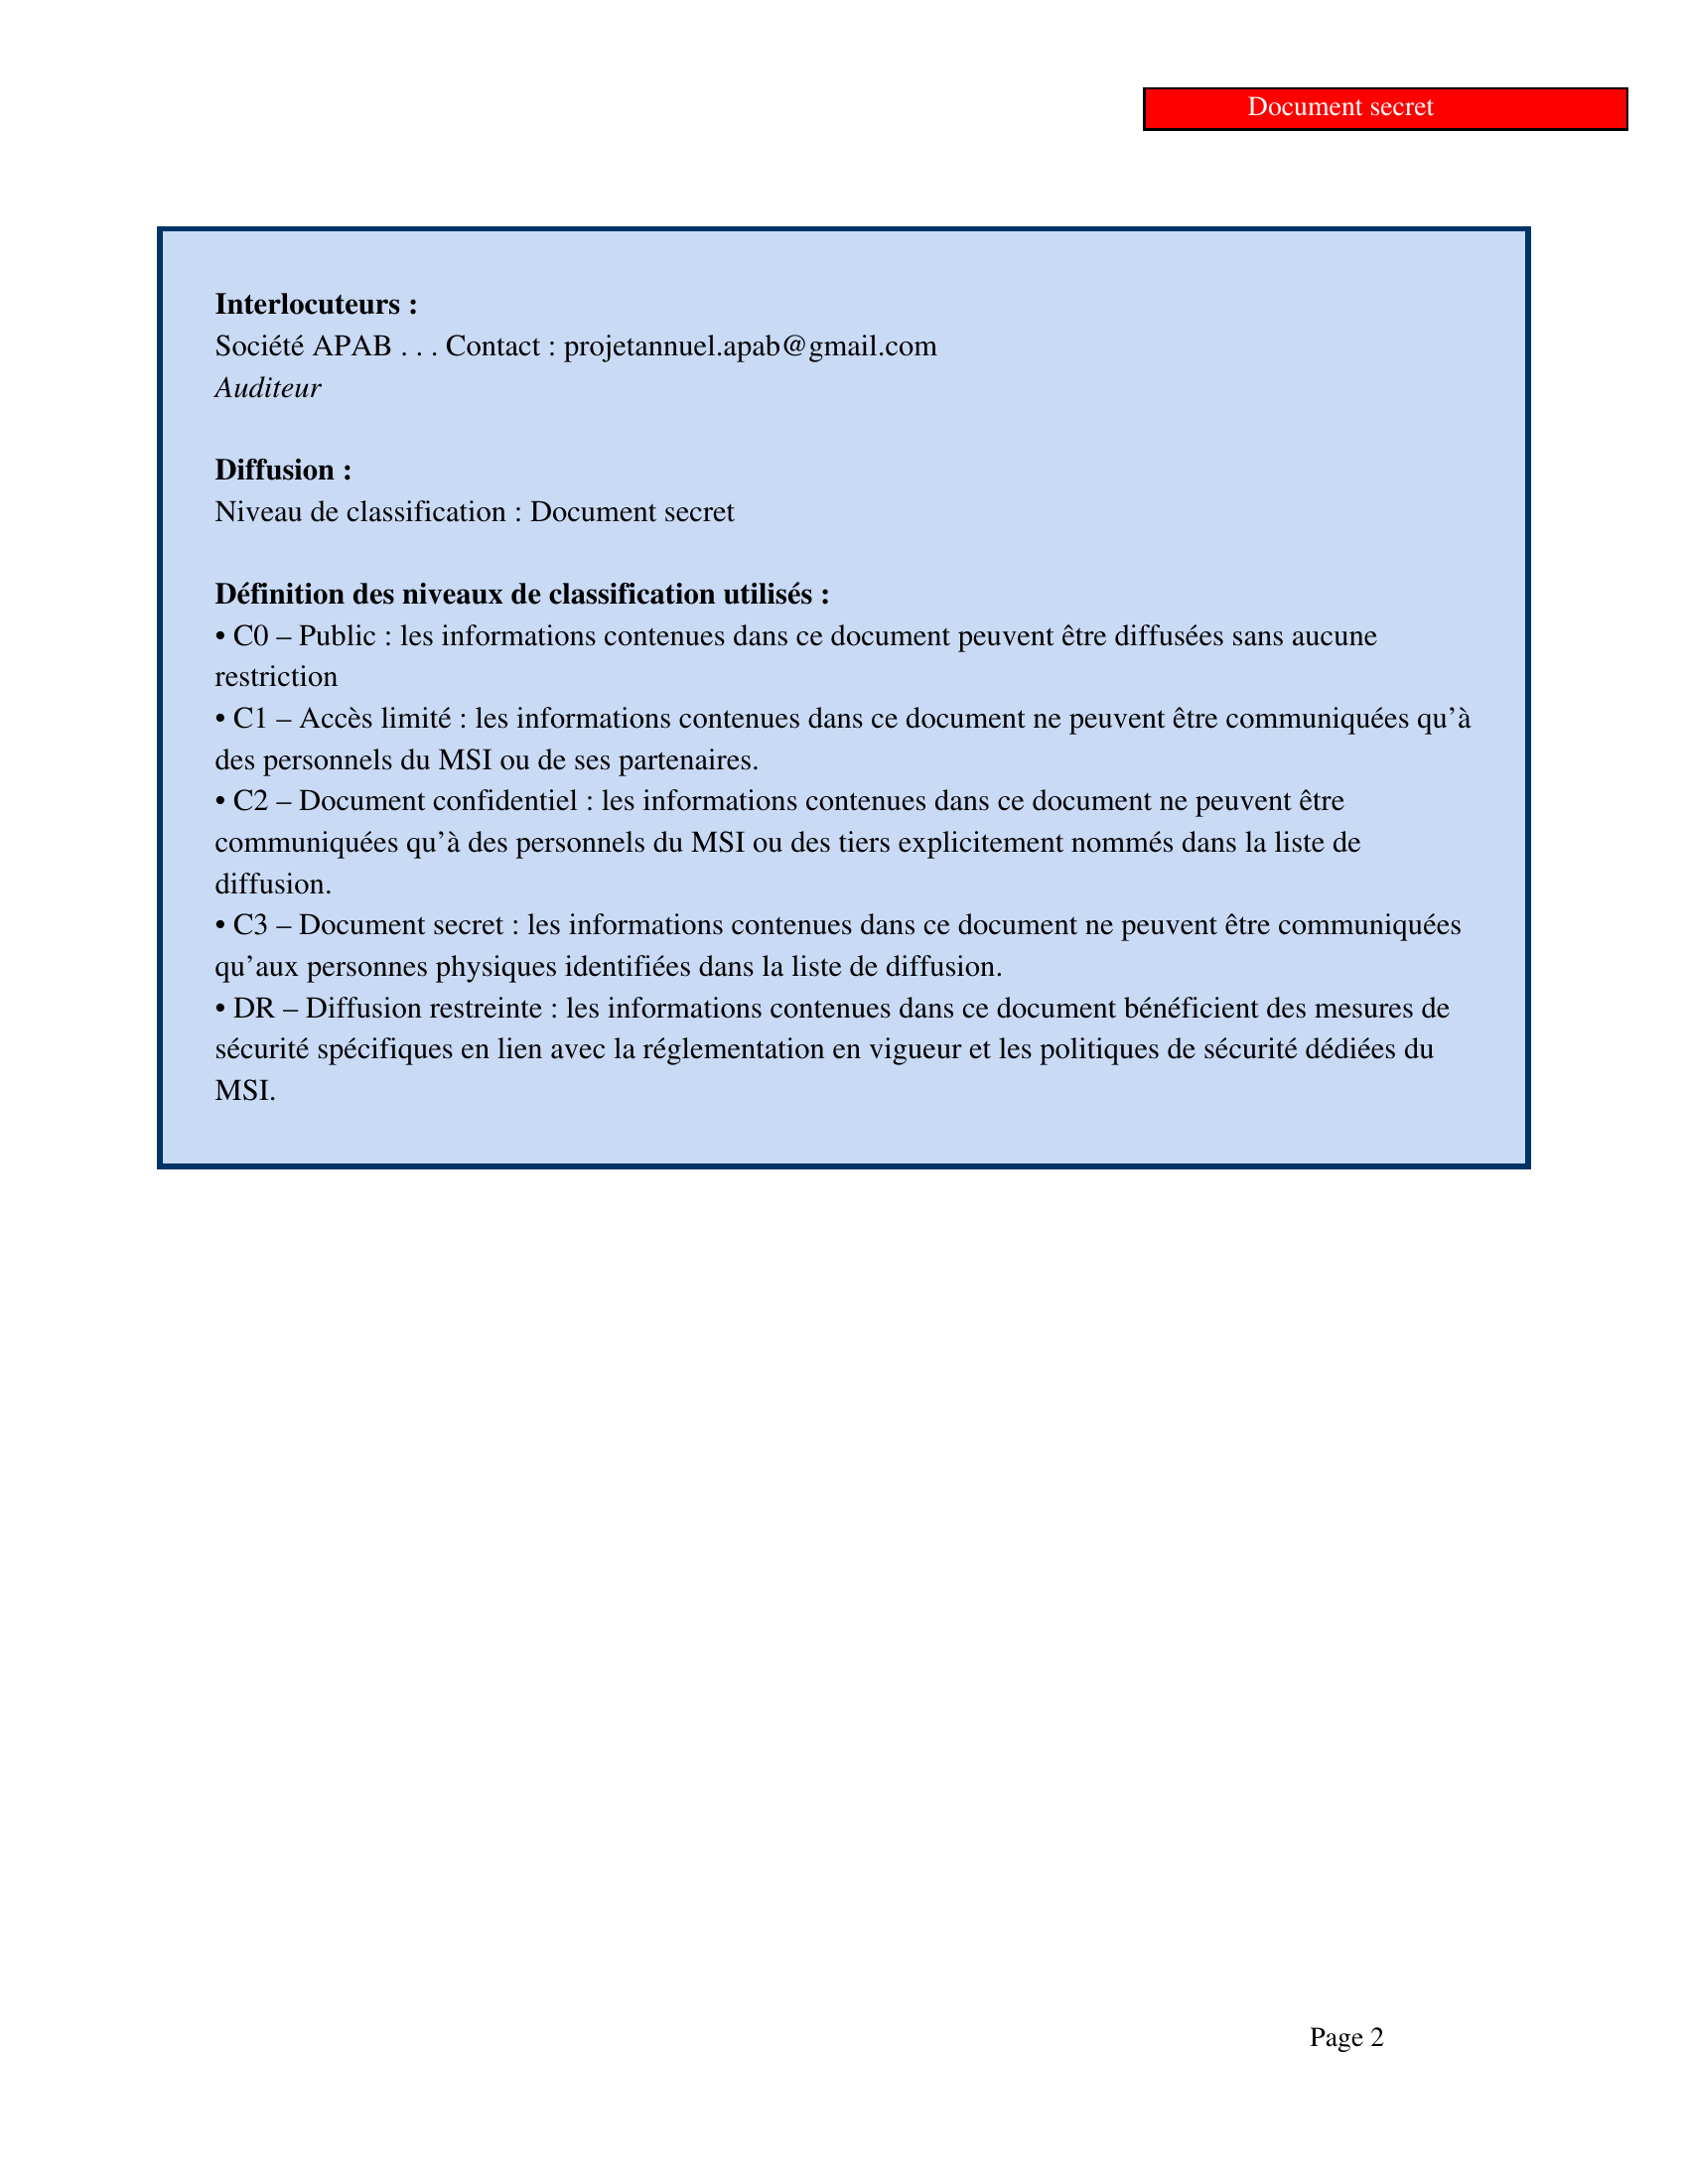 Document secret
Interlocuteurs :
Société APAB . . . Contact : projetannuel.apab@gmail.com
Auditeur
Diffusion :
Niveau de classification : Document secret
Définition des niveaux de classification utilisés :
• C0 – Public : les informations contenues dans ce document peuvent être diffusées sans aucune
restriction
• C1 – Accès limité : les informations contenues dans ce document ne peuvent être communiquées qu’à
des personnels du MSI ou de ses partenaires.
• C2 – Document confidentiel : les informations contenues dans ce document ne peuvent être
communiquées qu’à des personnels du MSI ou des tiers explicitement nommés dans la liste de
diffusion.
• C3 – Document secret : les informations contenues dans ce document ne peuvent être communiquées
qu’aux personnes physiques identifiées dans la liste de diffusion.
• DR – Diffusion restreinte : les informations contenues dans ce document bénéficient des mesures de
sécurité spécifiques en lien avec la réglementation en vigueur et les politiques de sécurité dédiées du
MSI.
Page 2